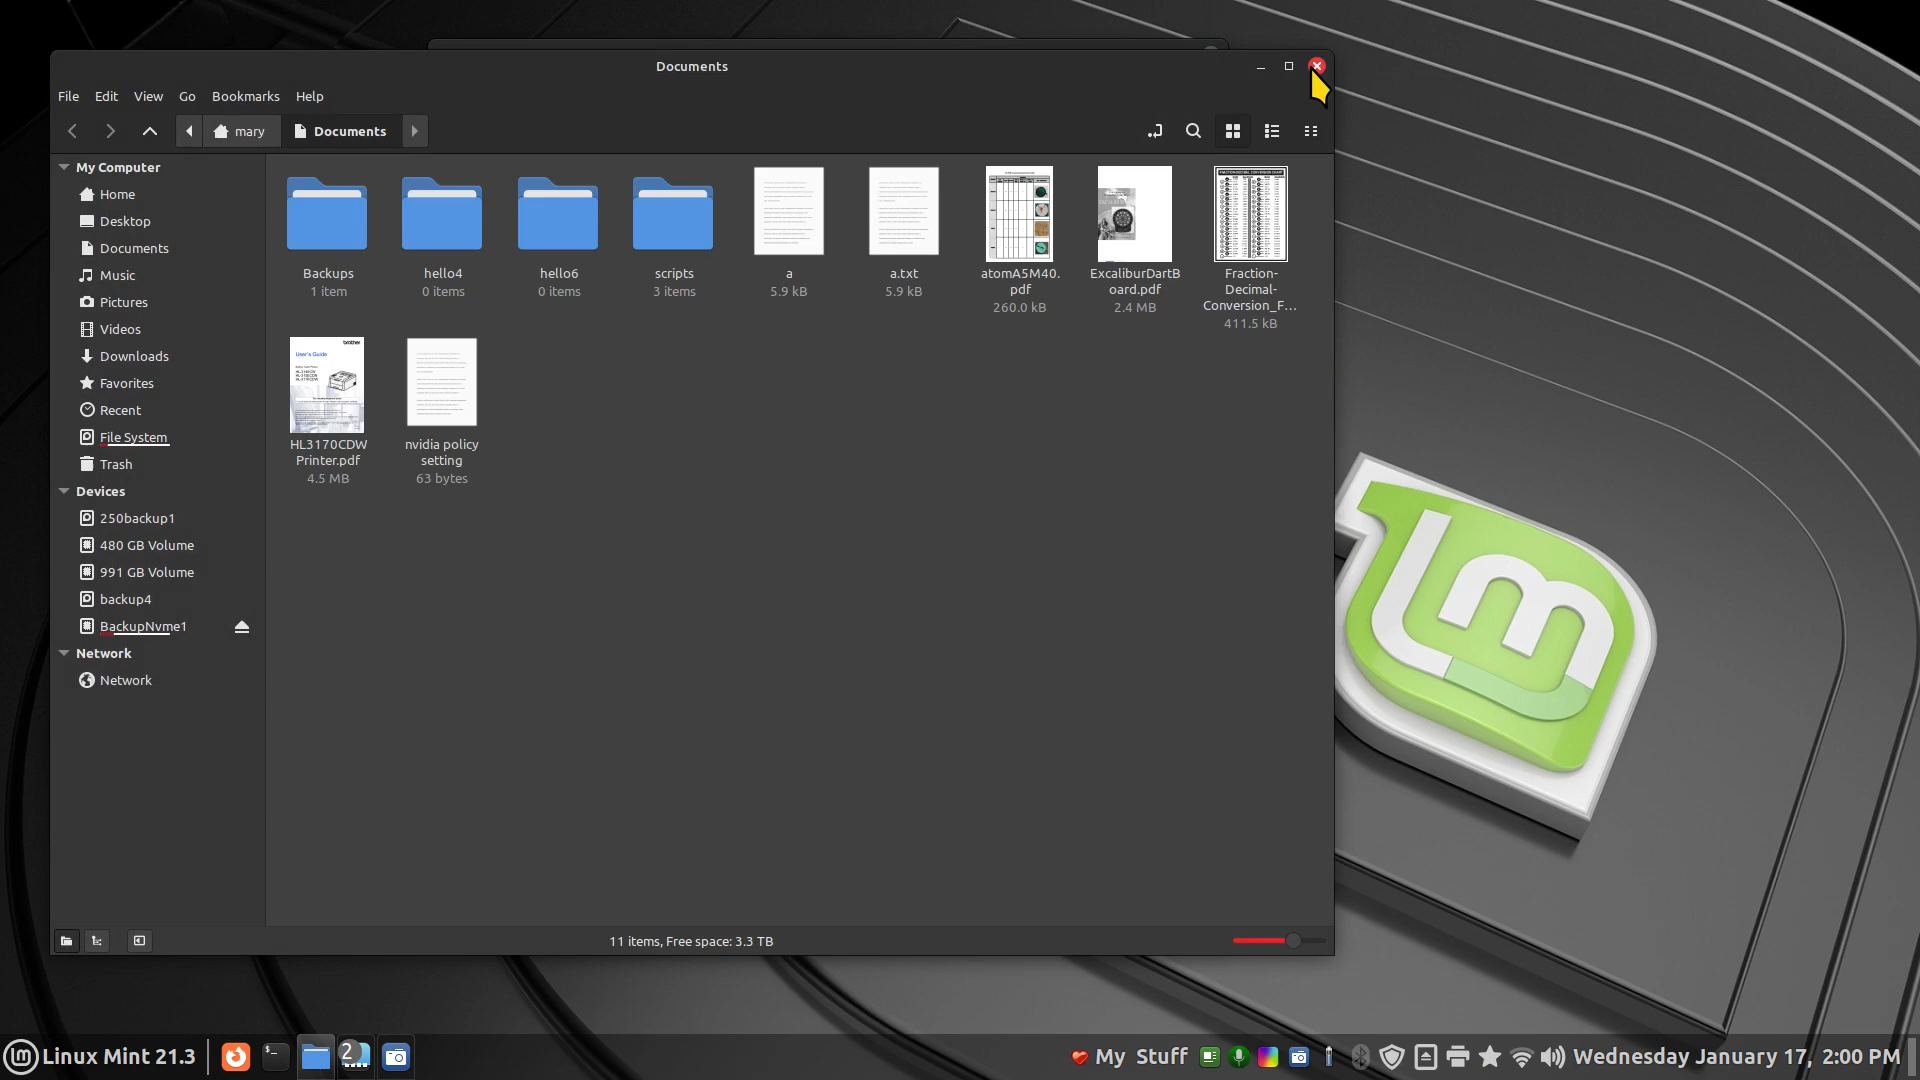 Documents
File Edit View Go Bookmarks Help
mary Documents
My Computer
Home
Desktop
Documents
Music
Pictures
Videos
Downloads
Favorites
Recent
File System
Trash
Devices
250backup1
480 GB Volume
991 GB Volume
backup4
BackupNvme1
Network
Network
Backups
1 item
hello4
0 items
hello6
0 items
scripts
3 items
a
5.9 kB
a.txt
5.9 kB
atomA5M40.
pdf
260.0 kB
ExcaliburDartB
oard.pdf
2.4 MB
Fraction-
Decimal-
Conversion_F...
411.5 kB
brother
User's Guide
HL3170CDW
Printer.pdf
4.5 MB
nvidia policy
setting
63 bytes
11 items, Free space: 3.3 TB
Linux Mint 21.3
2
My Stuff
Wednesday January 17, 2:00 PM